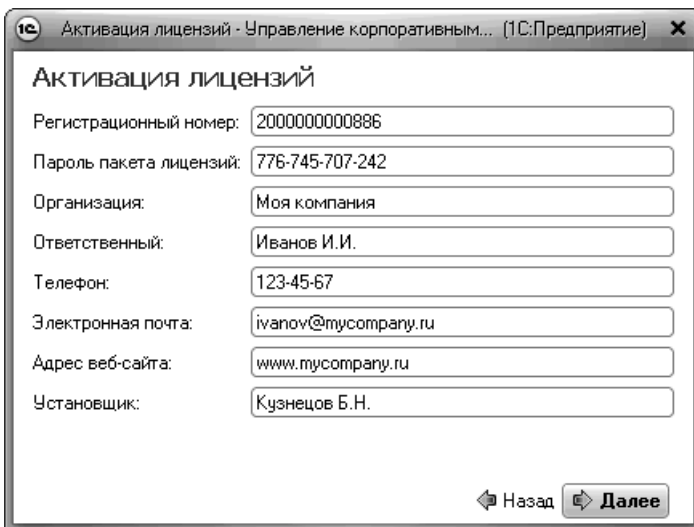 1С Активация лицензий - Управление корпоративным... (1С:Предприятие)
Активация лицензий
Регистрационный номер: 2000000000886
Пароль пакета лицензий: 776-745-707-242
Организация: Моя компания
Ответственный: Иванов И.И.
Телефон: 123-45-67
Электронная почта: ivanov@mycompany.ru
Адрес веб-сайта: www.mycompany.ru
Установщик: Кузнецов Б.Н.
Назад Далее